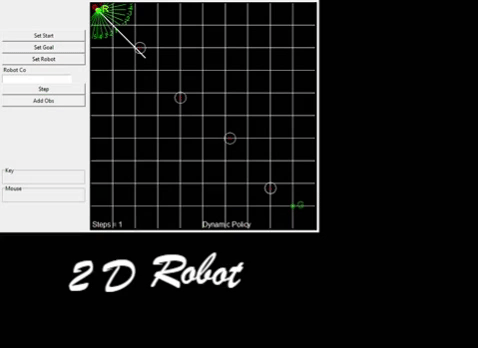 Set Start
Set Goal
Set Robot
Robot Co
Step
Add Obs
Key
Mouse
R
G
Steps = 1
Dynamic Policy
2 D Robot